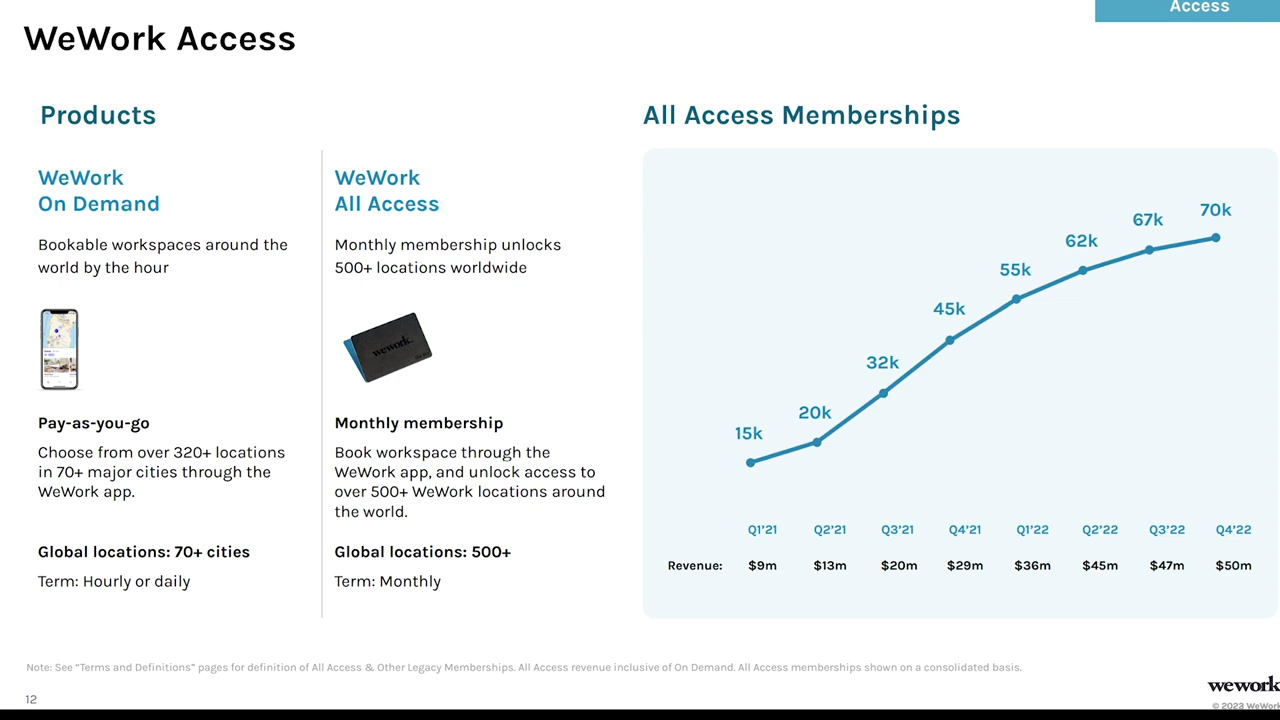 Access
WeWork Access
Products
WeWork
On Demand
Bookable workspaces around the
world by the hour
Pay-as-you-go
Choose from over 320+ locations
in 70+ major cities through the
WeWork app.
Global locations: 70+ cities
Term: Hourly or daily
WeWork
All Access
Monthly membership unlocks
500+ locations worldwide
wework
Monthly membership
Book workspace through the
WeWork app, and unlock access to
over 500+ WeWork locations around
the world.
Global locations: 500+
Term: Monthly
All Access Memberships
15k 20k 32k 45k 55k 62k 67k 70k
Q1’21 Q2’21 Q3’21 Q4’21 Q1’22 Q2’22 Q3’22 Q4’22
Revenue: $9m $13m $20m $29m $36m $45m $47m $50m
Note: See “Terms and Definitions” pages for definition of All Access & Other Legacy Memberships. All Access revenue inclusive of On Demand. All Access memberships shown on a consolidated basis.
12
wework
© 2023 WeWork